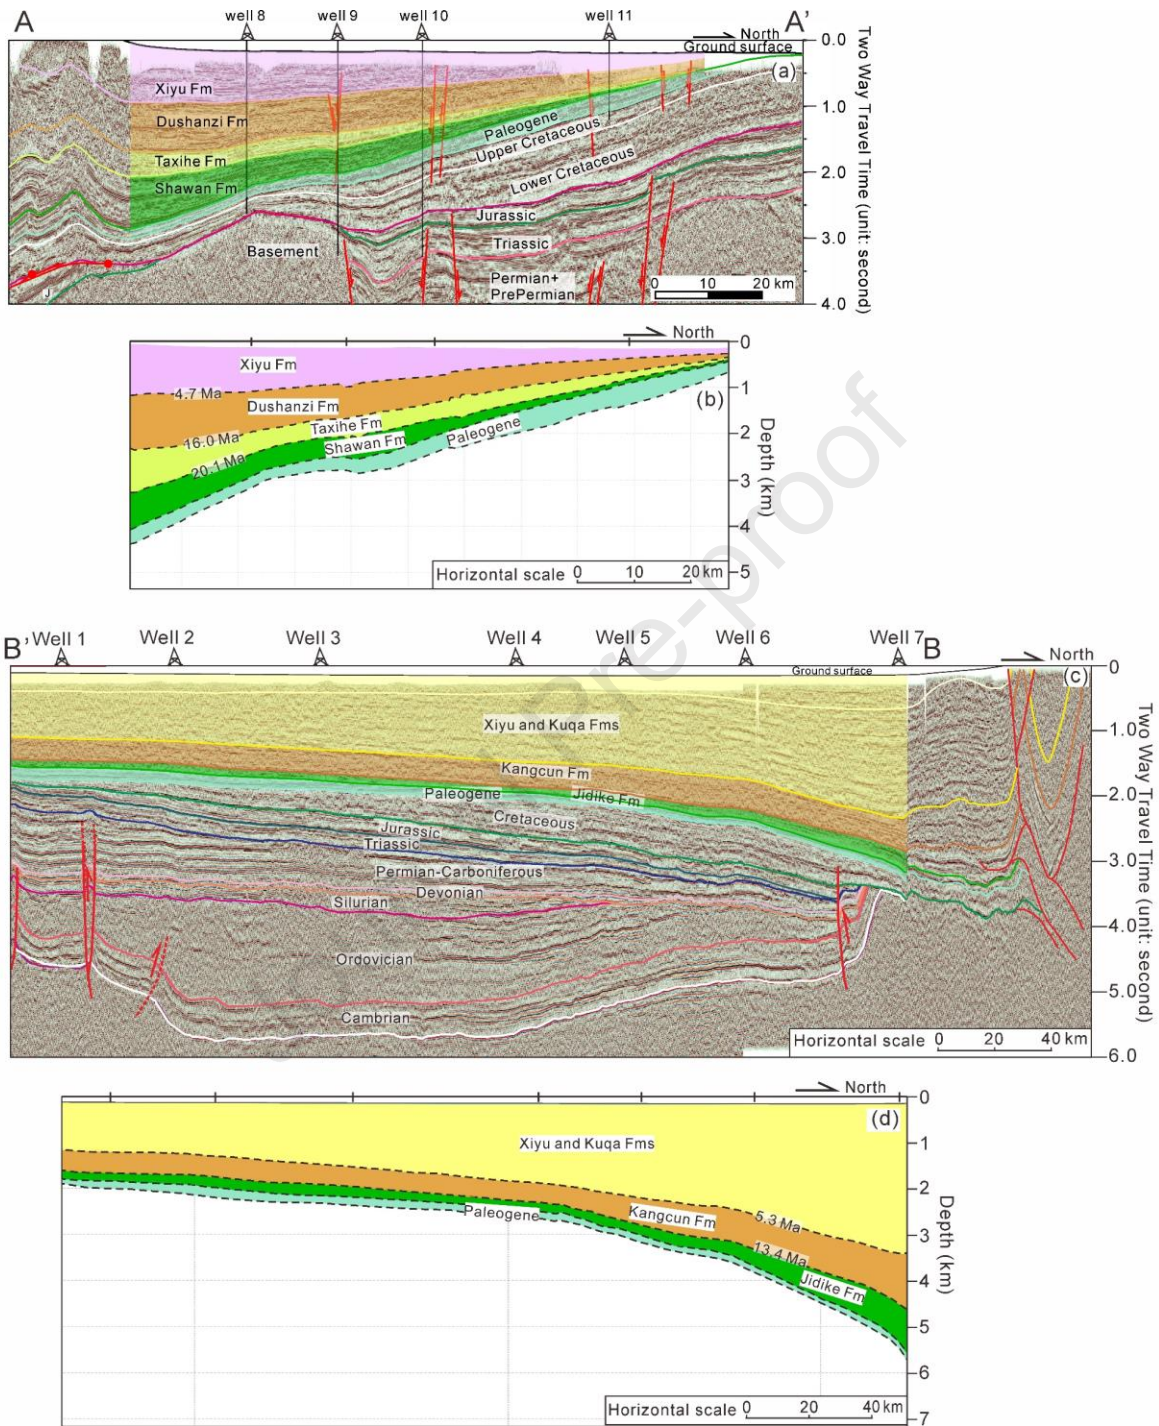 A
well 8
well 9
well 10
well 11
A'
North
Ground surface
0.0
(a)
Xiyu Fm
1.0
Dushanzi Fm
Paleogene
Upper Cretaceous
Taxihe Fm
Lower Cretaceous
Shawan Fm
2.0
Jurassic
Basement
Triassic
3.0
Permian+
PrePermian
J
0 10 20 km
4.0
Two Way Travel Time (unit: second)
North
0
Xiyu Fm
4.7 Ma
1
(b)
Dushanzi Fm
Taxihe Fm
16.0 Ma
Shawan Fm
Paleogene
2
20.1 Ma
3
4
Horizontal scale
0 10 20 km
5
Depth (km)
B'
Well 1
Well 2
Well 3
Well 4
Well 5
Well 6
Well 7
B
North
Ground surface
0
(c)
Xiyu and Kuqa Fms
1.0
Kangcun Fm
Paleogene
Jidike Fm
2.0
Cretaceous
Jurassic
Triassic
3.0
Permian-Carboniferous
Devonian
Silurian
4.0
Ordovician
5.0
Cambrian
Horizontal scale
0 20 40 km
6.0
Two Way Travel Time (unit: second)
North
0
(d)
Xiyu and Kuqa Fms
1
2
Paleogene
Kangcun Fm
5.3 Ma
3
13.4 Ma
Jidike Fm
4
5
6
Horizontal scale
0 20 40 km
7
Depth (km)
Pre-proof